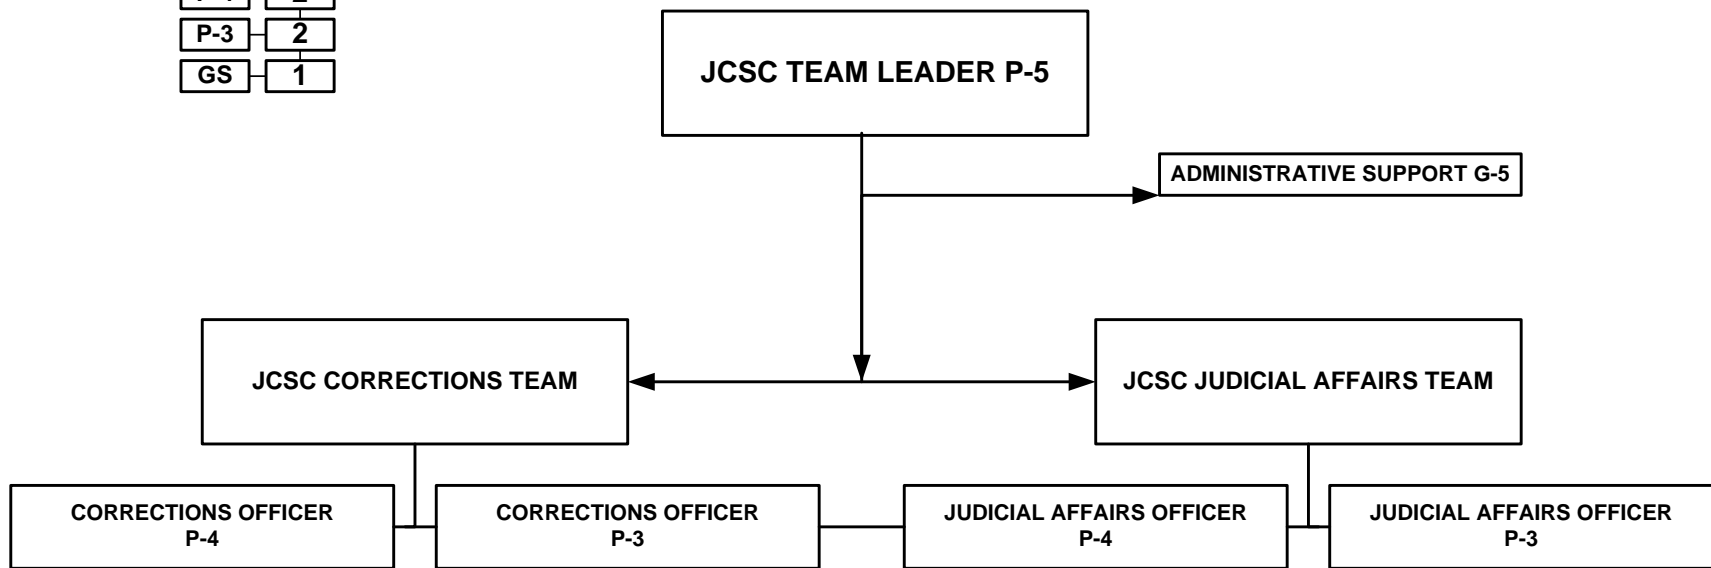 P-3 2
GS 1
JCSC TEAM LEADER P-5
ADMINISTRATIVE SUPPORT G-5
JCSC CORRECTIONS TEAM
JCSC JUDICIAL AFFAIRS TEAM
CORRECTIONS OFFICER
P-4
CORRECTIONS OFFICER
P-3
JUDICIAL AFFAIRS OFFICER
P-4
JUDICIAL AFFAIRS OFFICER
P-3